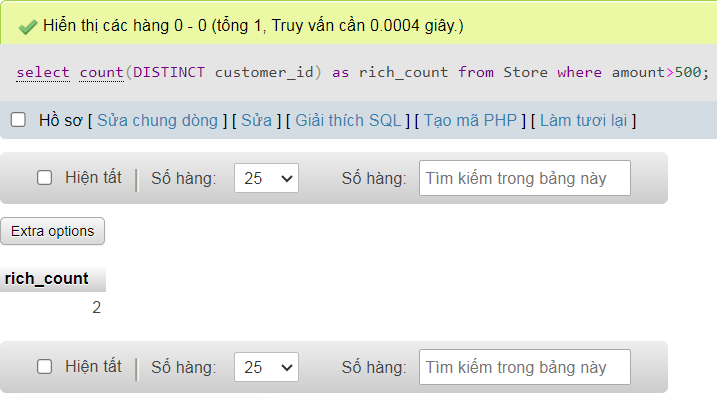 Hiển thị các hàng 0 - 0 (tổng 1, Truy vấn cần 0.0004 giây.)
select count(DISTINCT customer_id) as rich_count from Store where amount>500;
Hồ sơ [ Sửa chung dòng ] [ Sửa ] [ Giải thích SQL ] [ Tạo mã PHP ] [ Làm tươi lại ]
Hiện tất Số hàng: 25 Số hàng: Tìm kiếm trong bảng này
Extra options
rich_count
2
Hiện tất Số hàng: 25 Số hàng: Tìm kiếm trong bảng này